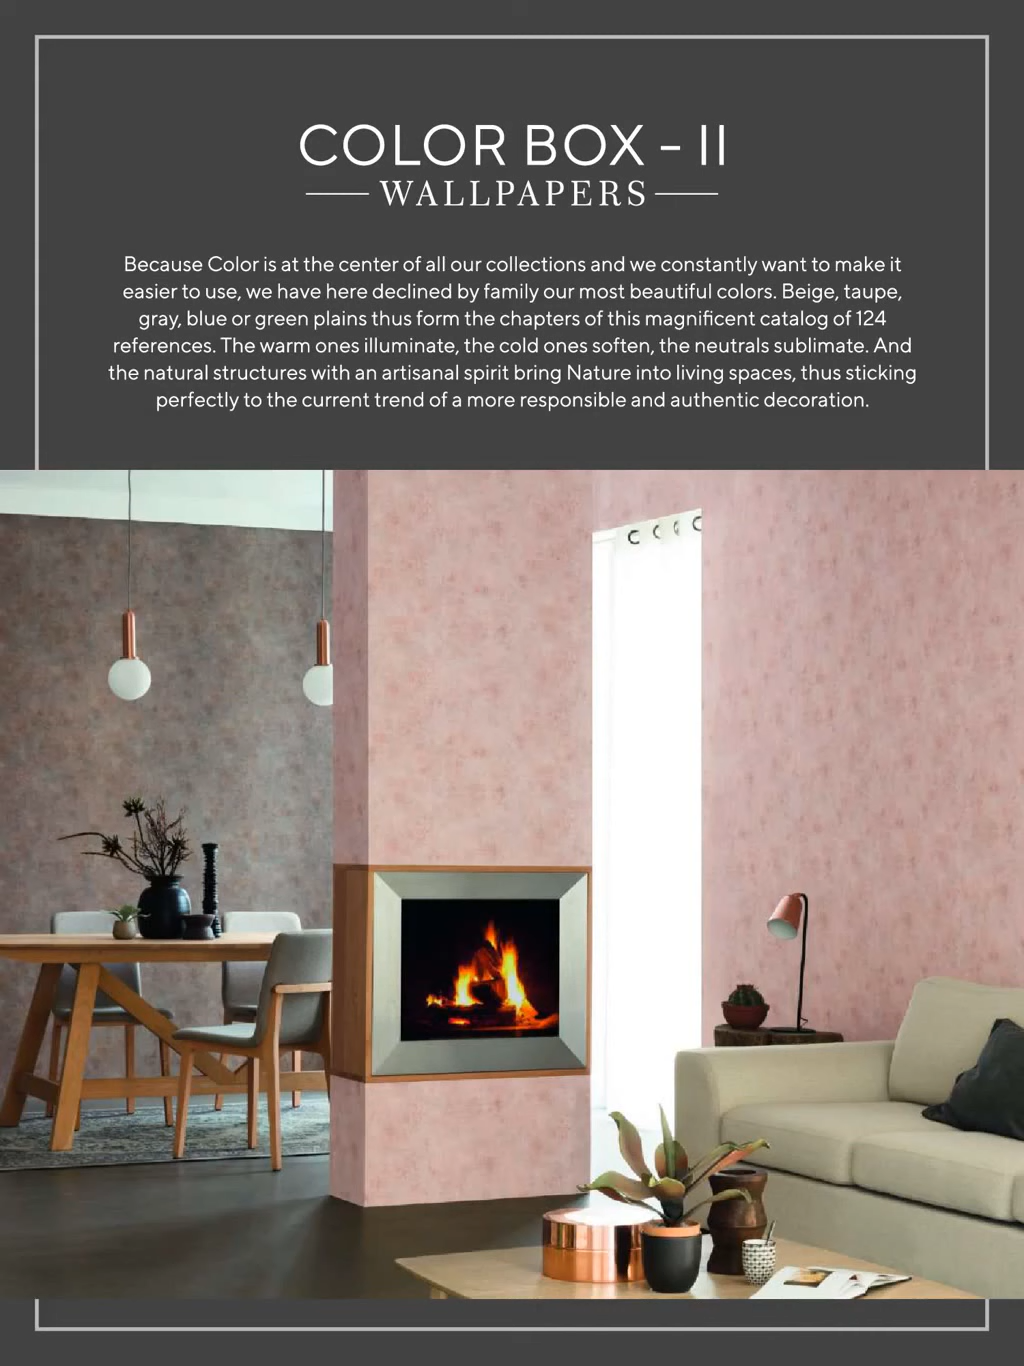 COLOR BOX - II
WALLPAPERS
Because Color is at the center of all our collections and we constantly want to make it
easier to use, we have here declined by family our most beautiful colors. Beige, taupe,
gray, blue or green plains thus form the chapters of this magnificent catalog of 124
references. The warm ones illuminate, the cold ones soften, the neutrals sublimate. And
the natural structures with an artisanal spirit bring Nature into living spaces, thus sticking
perfectly to the current trend of a more responsible and authentic decoration.